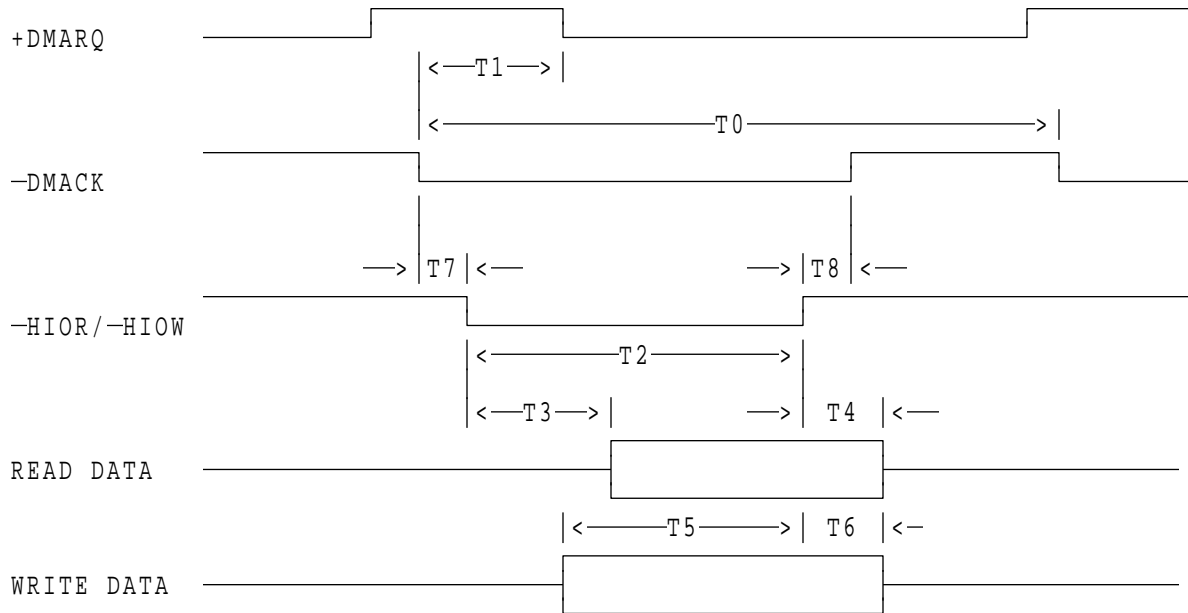 +DMARQ
T1
T0
—DMACK
T7 T8
—HIOR/—HIOW
T2
T3 T4
READ DATA
T5 T6
WRITE DATA